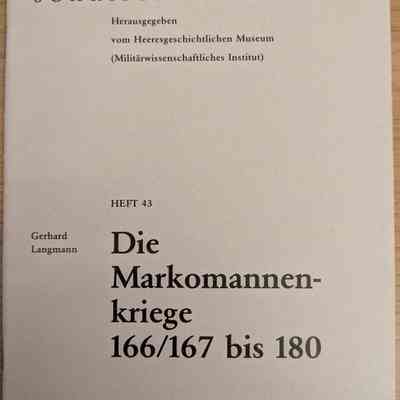 Herausgegeben
vom Heeresgeschichtlichen Museum
(Militärwissenschaftliches Institut)
HEFT 43
Gerhard
Langmann
Die
Markomannen-
kriege
166/167 bis 180